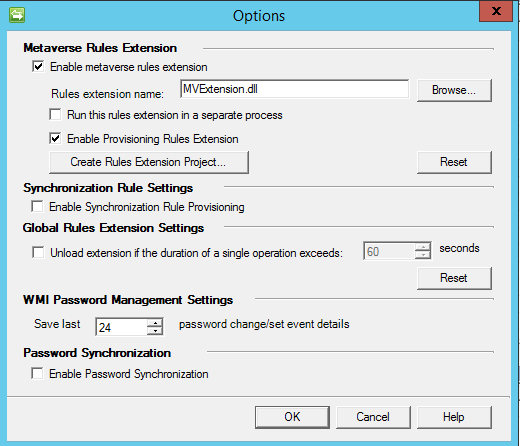 Options
x
Metaverse Rules Extension
Enable metaverse rules extension
Rules extension name: MVExtension.dll Browse...
Run this rules extension in a separate process
Enable Provisioning Rules Extension
Create Rules Extension Project... Reset
Synchronization Rule Settings
Enable Synchronization Rule Provisioning
Global Rules Extension Settings
Unload extension if the duration of a single operation exceeds: 60 seconds
Reset
WMI Password Management Settings
Save last 24 password change/set event details
Password Synchronization
Enable Password Synchronization
OK Cancel Help